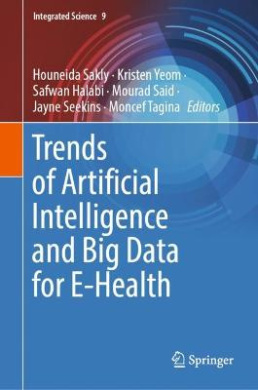 Integrated Science 9
Houneida Sakly · Kristen Yeom ·
Safwan Halabi · Mourad Said ·
Jayne Seekins · Moncef Tagina Editors
Trends
of Artificial
Intelligence
and Big Data
for E-Health
Springer